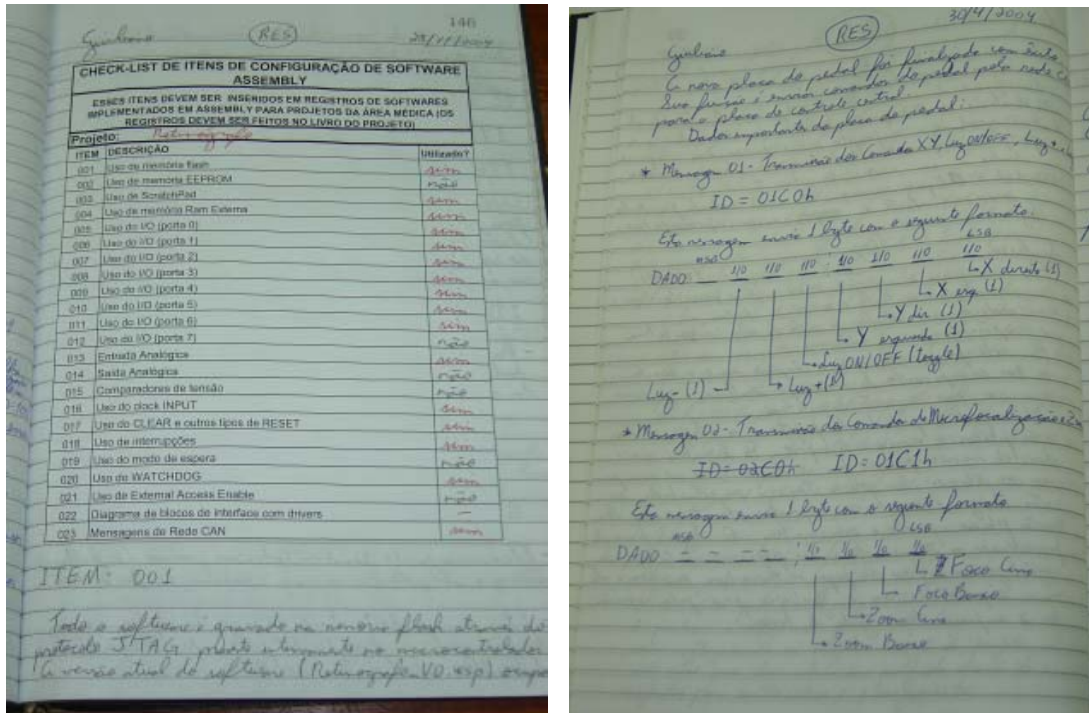 146
Giuliano RES 28/11/2004
CHECK-LIST DE ITENS DE CONFIGURAÇÃO DE SOFTWARE
ASSEMBLY
ESSES ITENS DEVEM SER INSERIDOS EM REGISTROS DE SOFTWARES
IMPLEMENTADOS EM ASSEMBLY PARA PROJETOS DA ÁREA MÉDICA (OS
REGISTROS DEVEM SER FEITOS NO LIVRO DO PROJETO)
Projeto: Retinógrafo
ITEM DESCRIÇÃO Utilizado?
001 Uso de memória flash sim
002 Uso de memória EEPROM não
003 Uso de ScratchPad sim
004 Uso de memória Ram Externa sim
005 Uso do I/O (porta 0) sim
006 Uso do I/O (porta 1) sim
007 Uso do I/O (porta 2) sim
008 Uso do I/O (porta 3) sim
009 Uso do I/O (porta 4) sim
010 Uso do I/O (porta 5) sim
011 Uso do I/O (porta 6) sim
012 Uso do I/O (porta 7) não
013 Entrada Analógica sim
014 Saída Analógica não
015 Comparadores de tensão não
016 Uso do clock INPUT sim
017 Uso do CLEAR e outros tipos de RESET sim
018 Uso de interrupções sim
019 Uso do modo de espera não
020 Uso do WATCHDOG sim
021 Uso de External Access Enable não
022 Diagrama de blocos de interface com drivers –
023 Mensagens de Rede CAN sim
ITEM: 001
Todo o software é gravado na memória flash através do
protocolo JTAG internamente no microcontrolador
A versão atual do software (.asp) ocupa
RES 30/4/2004
Giuliano
A nova placa do pedal foi finalizada com êxito
Sua função é enviar comandos do pedal pela rede
para a placa de controle central.
Dados importantes da placa do pedal:
* Mensagem 01 - Transmissão dos Comandos XY, Luz ON/OFF, Luz +
ID = 01C0h
Esta mensagem envia 1 byte com o seguinte formato:
MSB LSB
DADO _ 1/0 1/0 1/0 1/0 1/0 1/0 1/0
X direita (1)
X esq. (1)
Y dir (1)
Y esquerda (1)
Luz ON/OFF (toggle)
Luz - (1) Luz + (1)
* Mensagem 02 - Transmissão dos Comandos de Microfocalização e
ID = 02C0h ID: 01C1h
Esta mensagem envia 1 byte com o seguinte formato.
MSB LSB
DADO _ _ _ _ 1/0 1/0 1/0 1/0
Foco Cima
Foco Baixo
Zoom Cima
Zoom Baixo